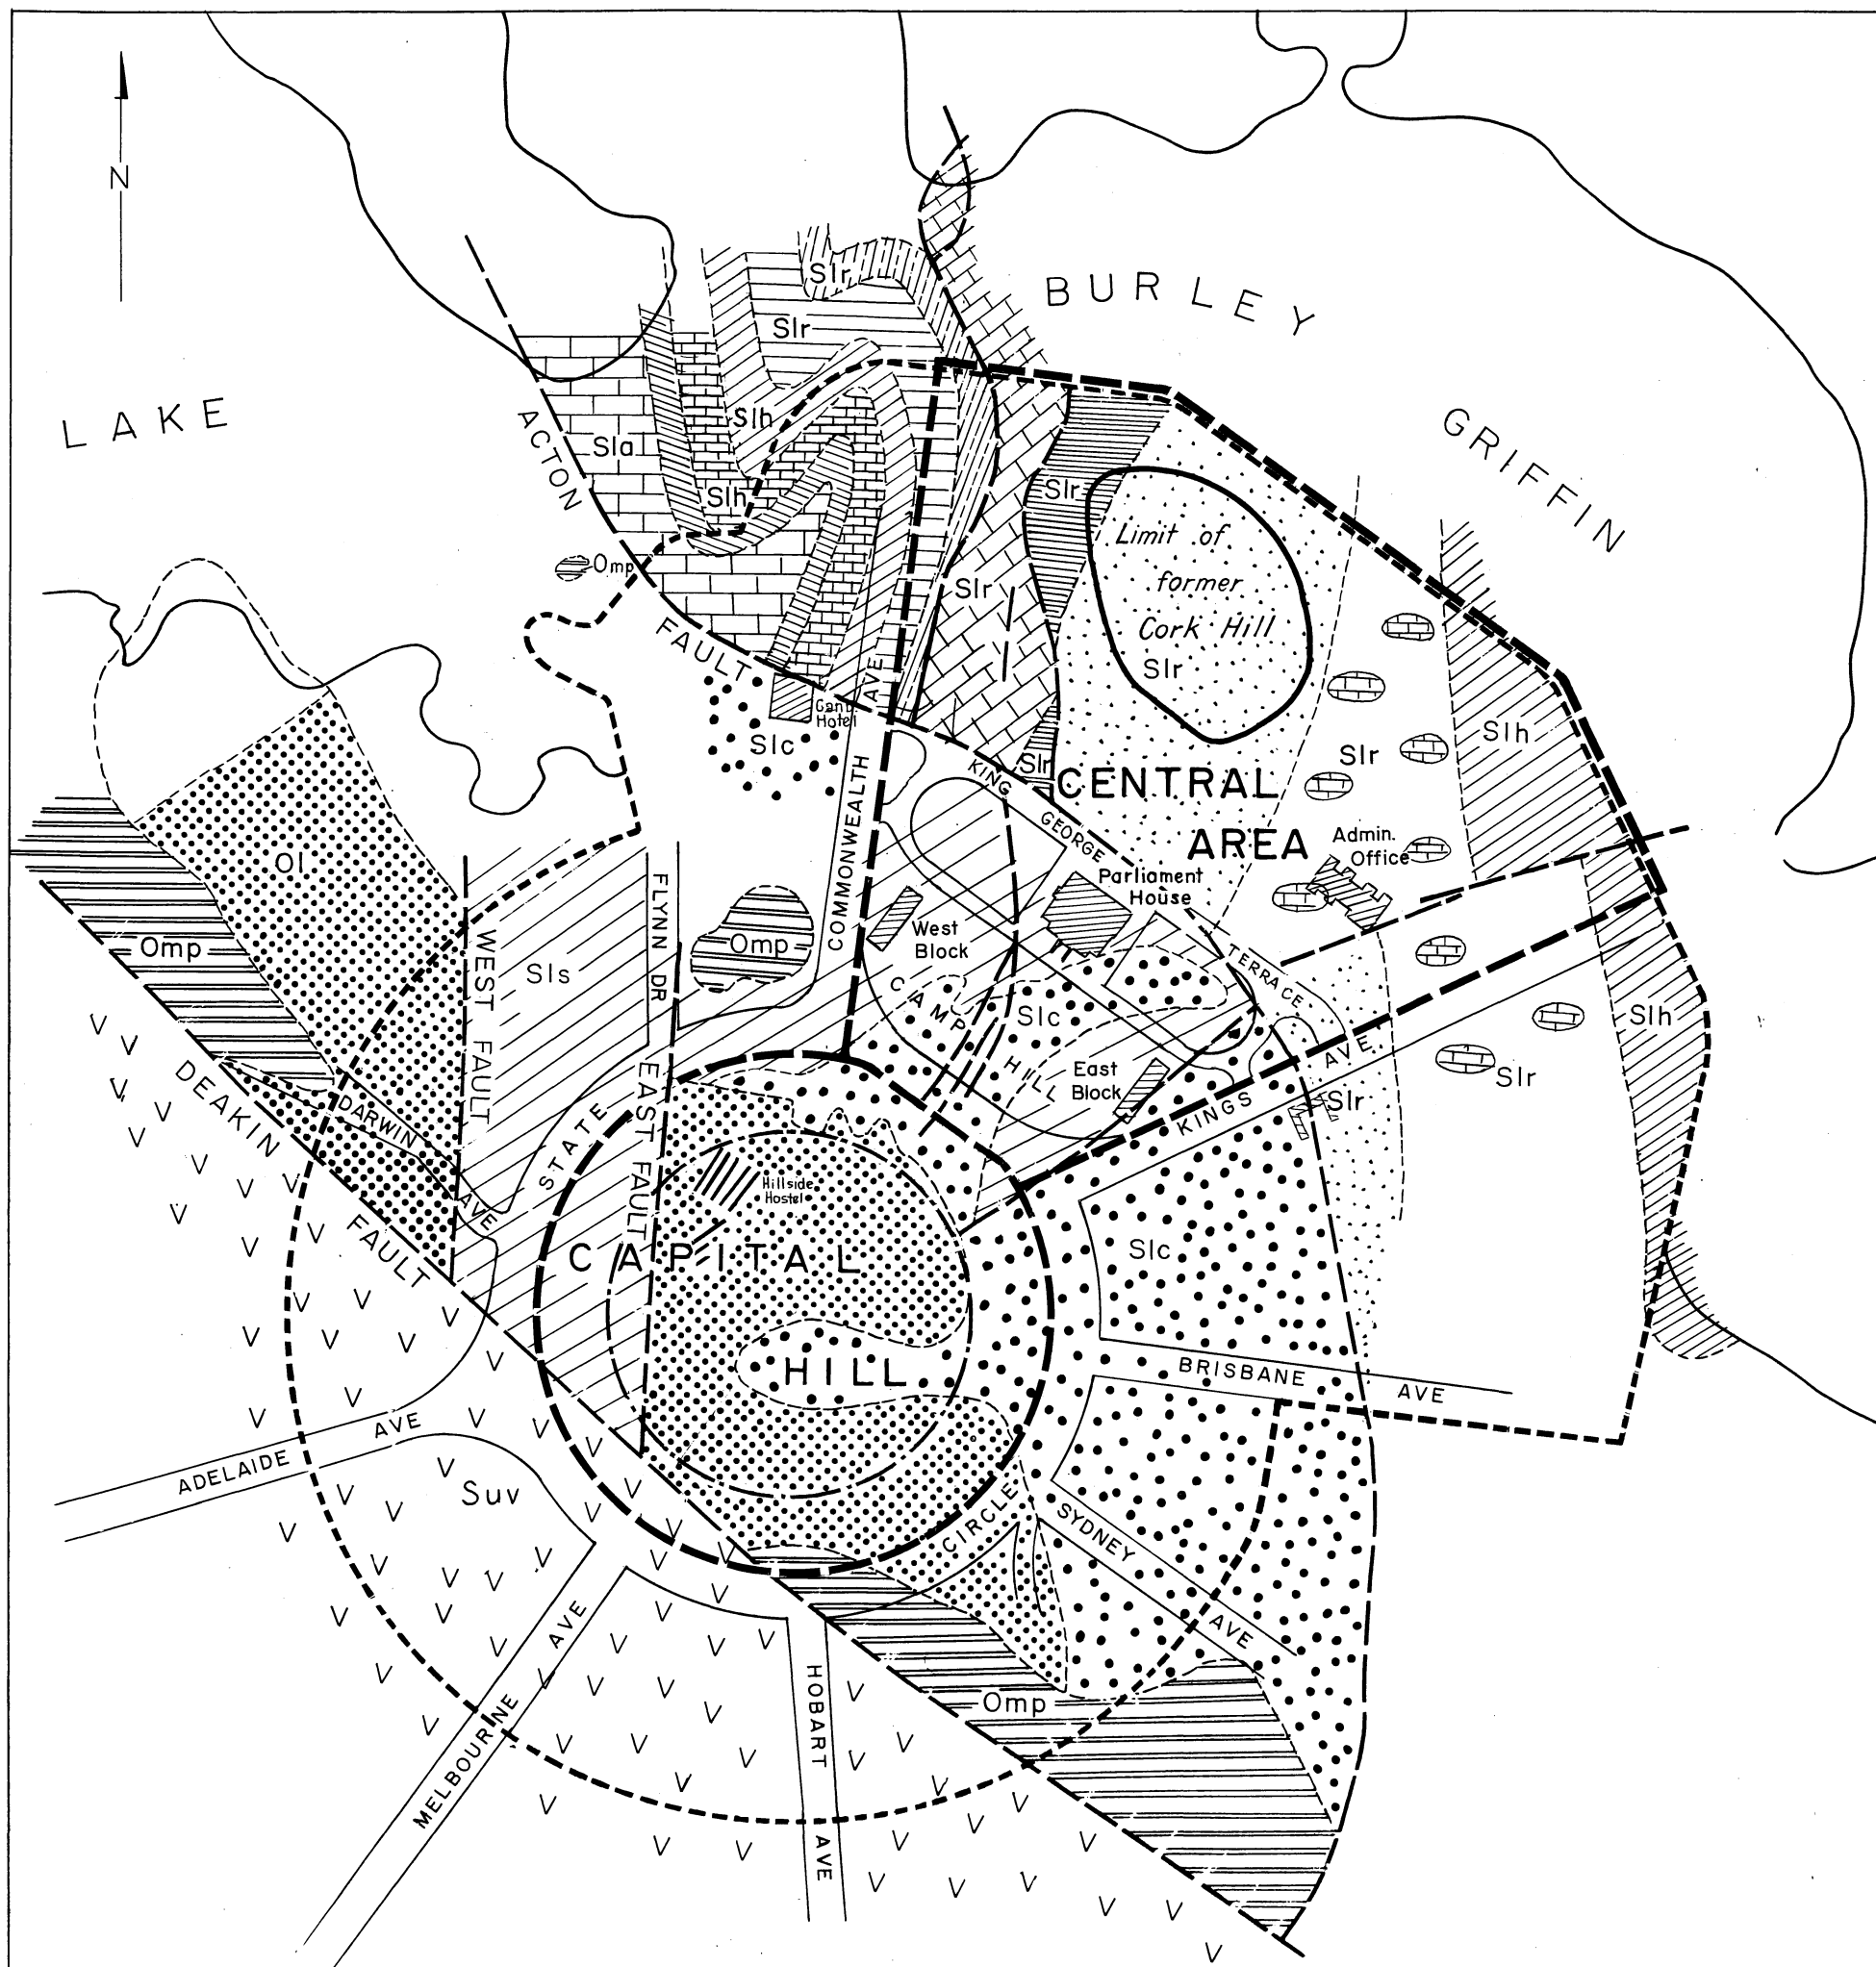 N
LAKE
BURLEY
GRIFFIN
Slr
Slr
Slh
Sla
Slh
ACTON
FAULT
Omp
Slr
Slr
Limit of
former
Cork Hill
Slr
Slh
Slr
Slr
CENTRAL
AREA
Admin.
Office
Canb.
Hotel
Slc
COMMONWEALTH
AVE
KING
GEORGE
TERRACE
Parliament
House
West
Block
Ol
Omp
Sls
FLYNN DR
Omp
WEST FAULT
CAMP
HILL
Slc
East
Block
Slh
Slr
Slr
KINGS AVE
DEAKIN
FAULT
DARWIN
AVE
STATE
CIRCLE
EAST FAULT
Hillside
Hostel
CAPITAL
HILL
Slc
BRISBANE AVE
ADELAIDE AVE
Suv
SYDNEY
AVE
MELBOURNE AVE
HOBART AVE
Omp